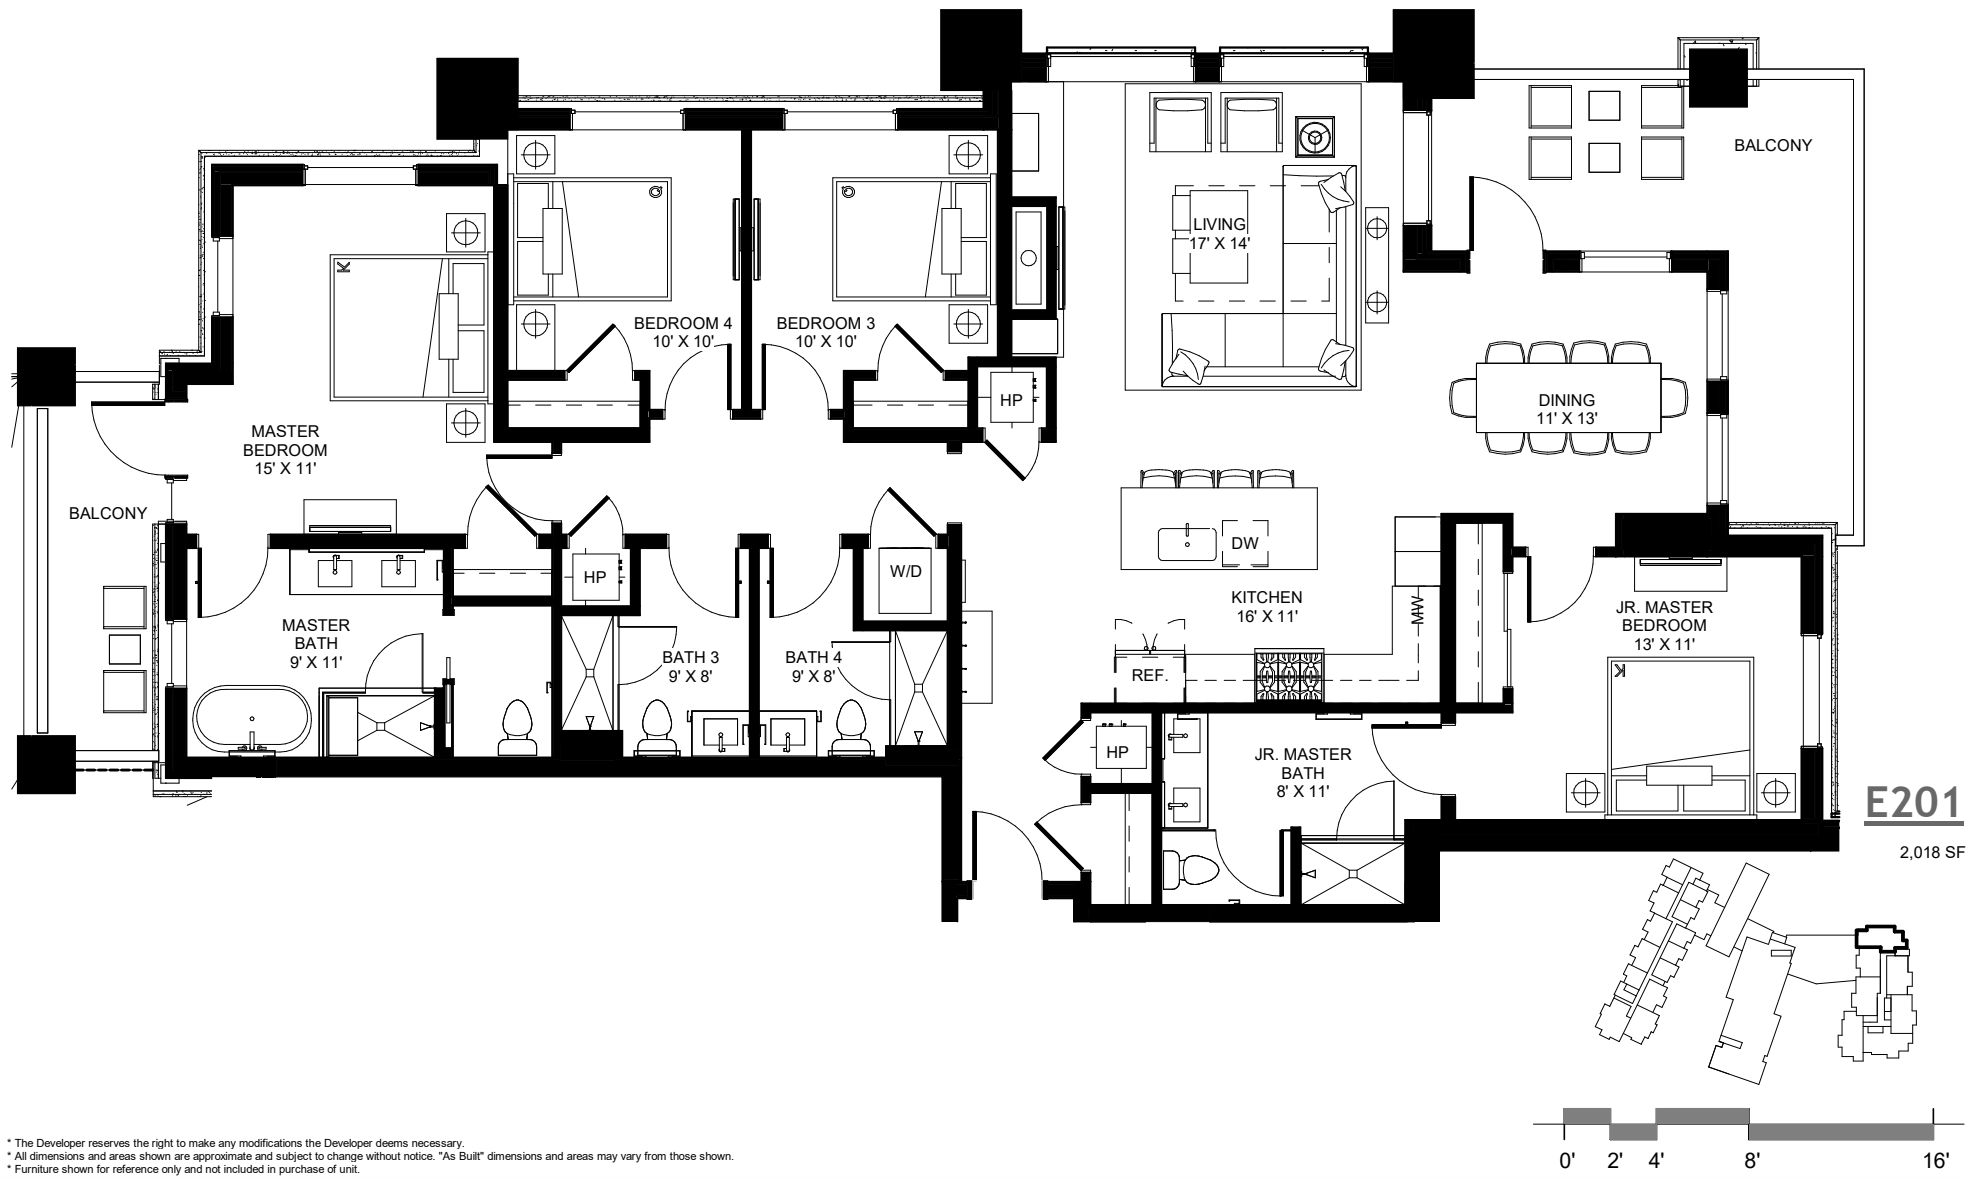 BALCONY
LIVING
17' X 14'
BEDROOM 4
10' X 10'
BEDROOM 3
10' X 10'
K
HP
DINING
11' X 13'
MASTER
BEDROOM
15' X 11'
BALCONY
DW
HP
W/D
KITCHEN
16' X 11'
MW
JR. MASTER
BEDROOM
13' X 11'
K
MASTER
BATH
9' X 11'
BATH 3
9' X 8'
BATH 4
9' X 8'
REF.
HP
JR. MASTER
BATH
8' X 11'
E201
2,018 SF
0' 2' 4' 8' 16'
* The Developer reserves the right to make any modifications the Developer deems necessary.
* All dimensions and areas shown are approximate and subject to change without notice. "As Built" dimensions and areas may vary from those shown.
* Furniture shown for reference only and not included in purchase of unit.
Q
Q